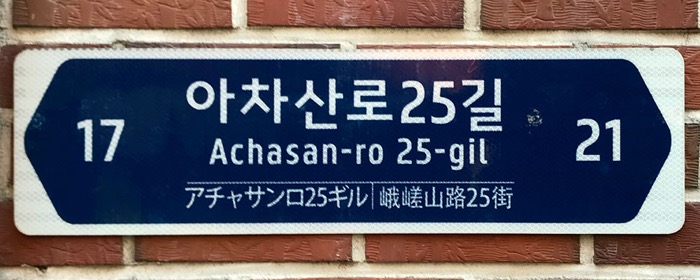 아차산로25길
17 21
Achasan-ro 25-gil
アチャサンロ25ギル 峨嵯山路25街